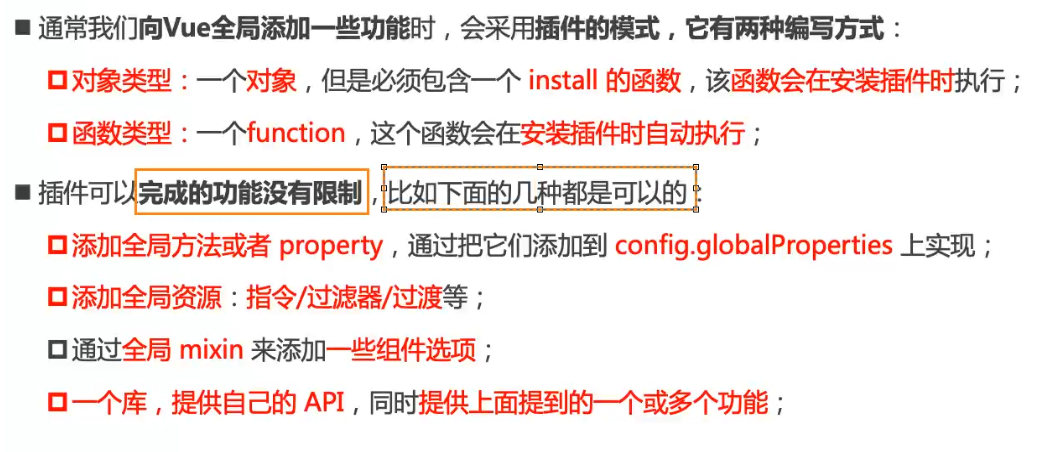 ■ 通常我们向Vue全局添加一些功能时，会采用插件的模式，它有两种编写方式：
对象类型：一个对象，但是必须包含一个 install 的函数，该函数会在安装插件时执行；
函数类型：一个function，这个函数会在安装插件时自动执行；
■ 插件可以完成的功能没有限制，比如下面的几种都是可以的：
添加全局方法或者 property，通过把它们添加到 config.globalProperties 上实现；
添加全局资源：指令/过滤器/过渡等；
通过全局 mixin 来添加一些组件选项；
一个库，提供自己的 API，同时提供上面提到的一个或多个功能；